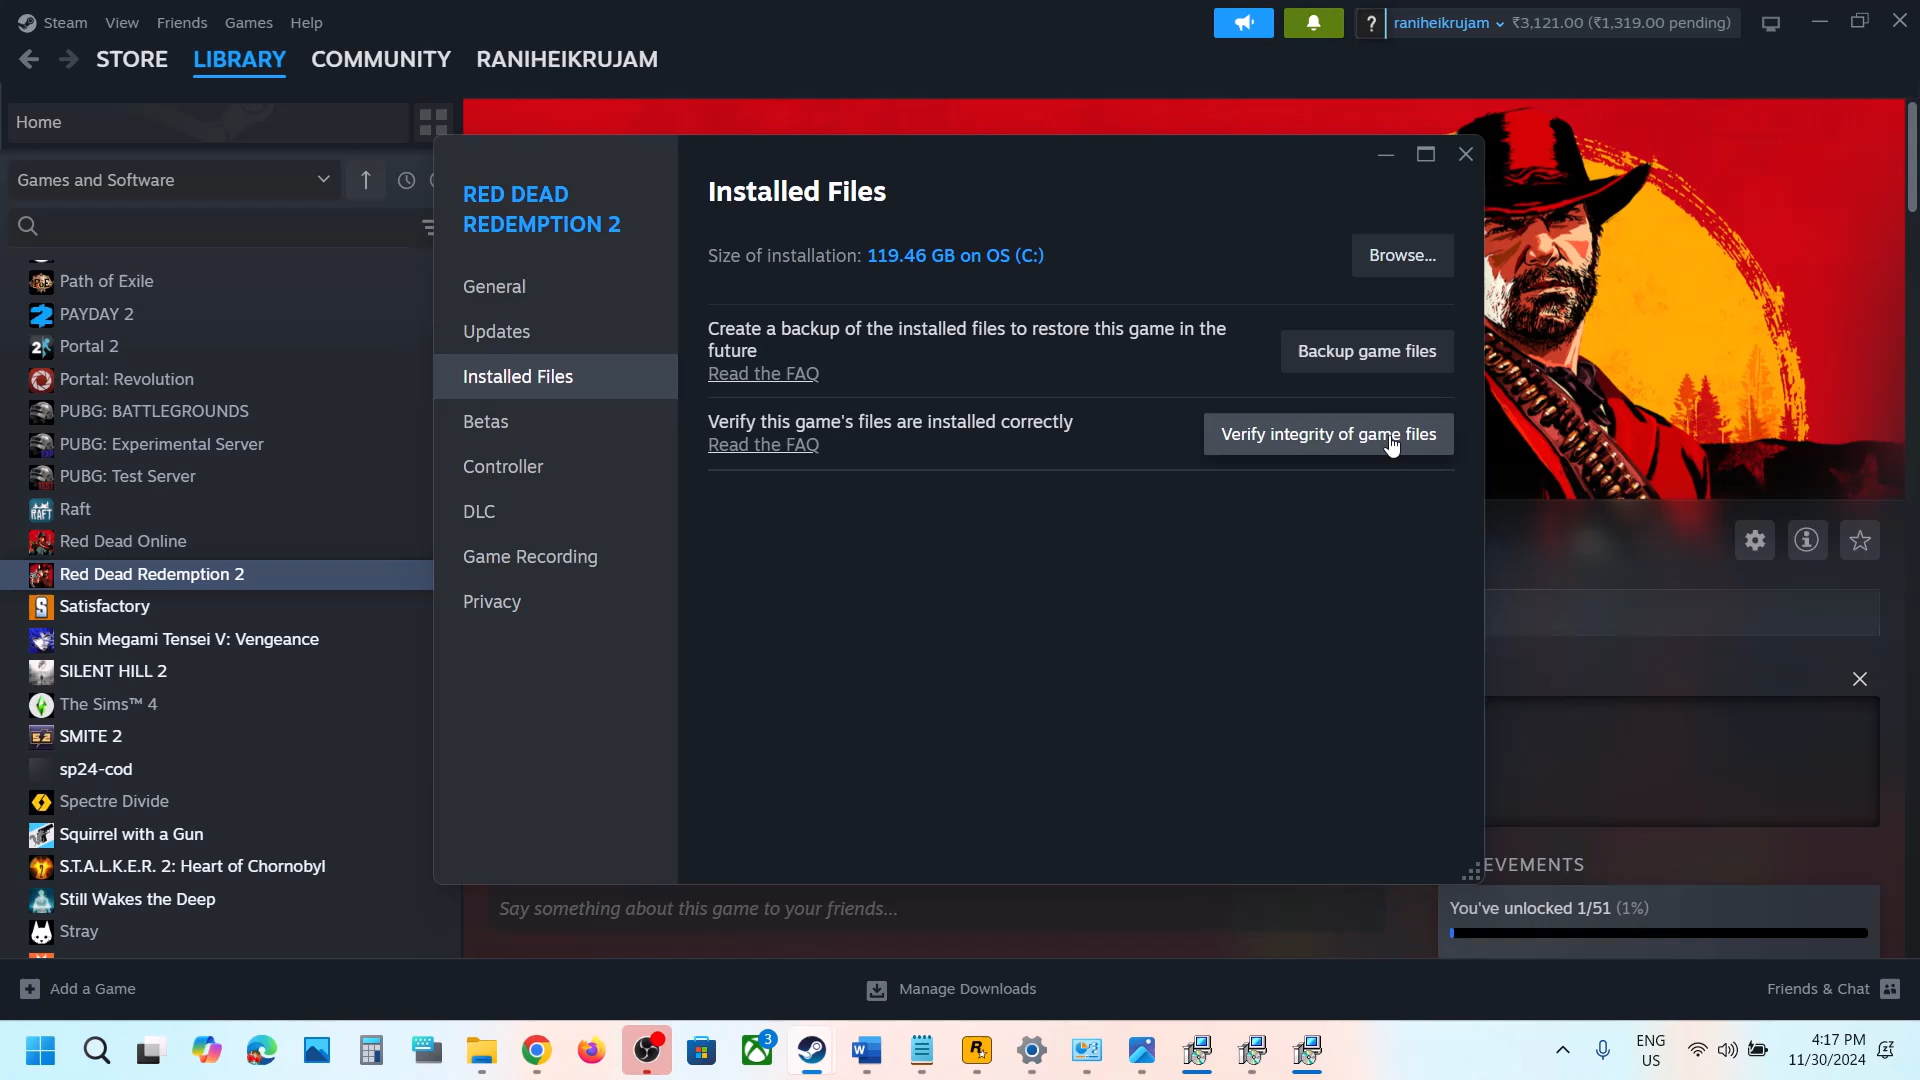 Steam View Friends Games Help
? raniheikrujam ₹3,121.00 (₹1,319.00 pending)
STORE LIBRARY COMMUNITY RANIHEIKRUJAM
Home
Games and Software
Path of Exile
PAYDAY 2
Portal 2
Portal: Revolution
PUBG: BATTLEGROUNDS
PUBG: Experimental Server
PUBG: Test Server
Raft
Red Dead Online
Red Dead Redemption 2
Satisfactory
Shin Megami Tensei V: Vengeance
SILENT HILL 2
The Sims™ 4
SMITE 2
sp24-cod
Spectre Divide
Squirrel with a Gun
S.T.A.L.K.E.R. 2: Heart of Chornobyl
Still Wakes the Deep
Stray
RED DEAD
REDEMPTION 2
General
Updates
Installed Files
Betas
Controller
DLC
Game Recording
Privacy
Installed Files
Size of installation: 119.46 GB on OS (C:)
Browse...
Create a backup of the installed files to restore this game in the
future
Read the FAQ
Backup game files
Verify this game's files are installed correctly
Read the FAQ
Verify integrity of game files
EVEMENTS
You've unlocked 1/51 (1%)
Say something about this game to your friends...
Add a Game
Manage Downloads
Friends & Chat
3
ENG
US
4:17 PM
11/30/2024